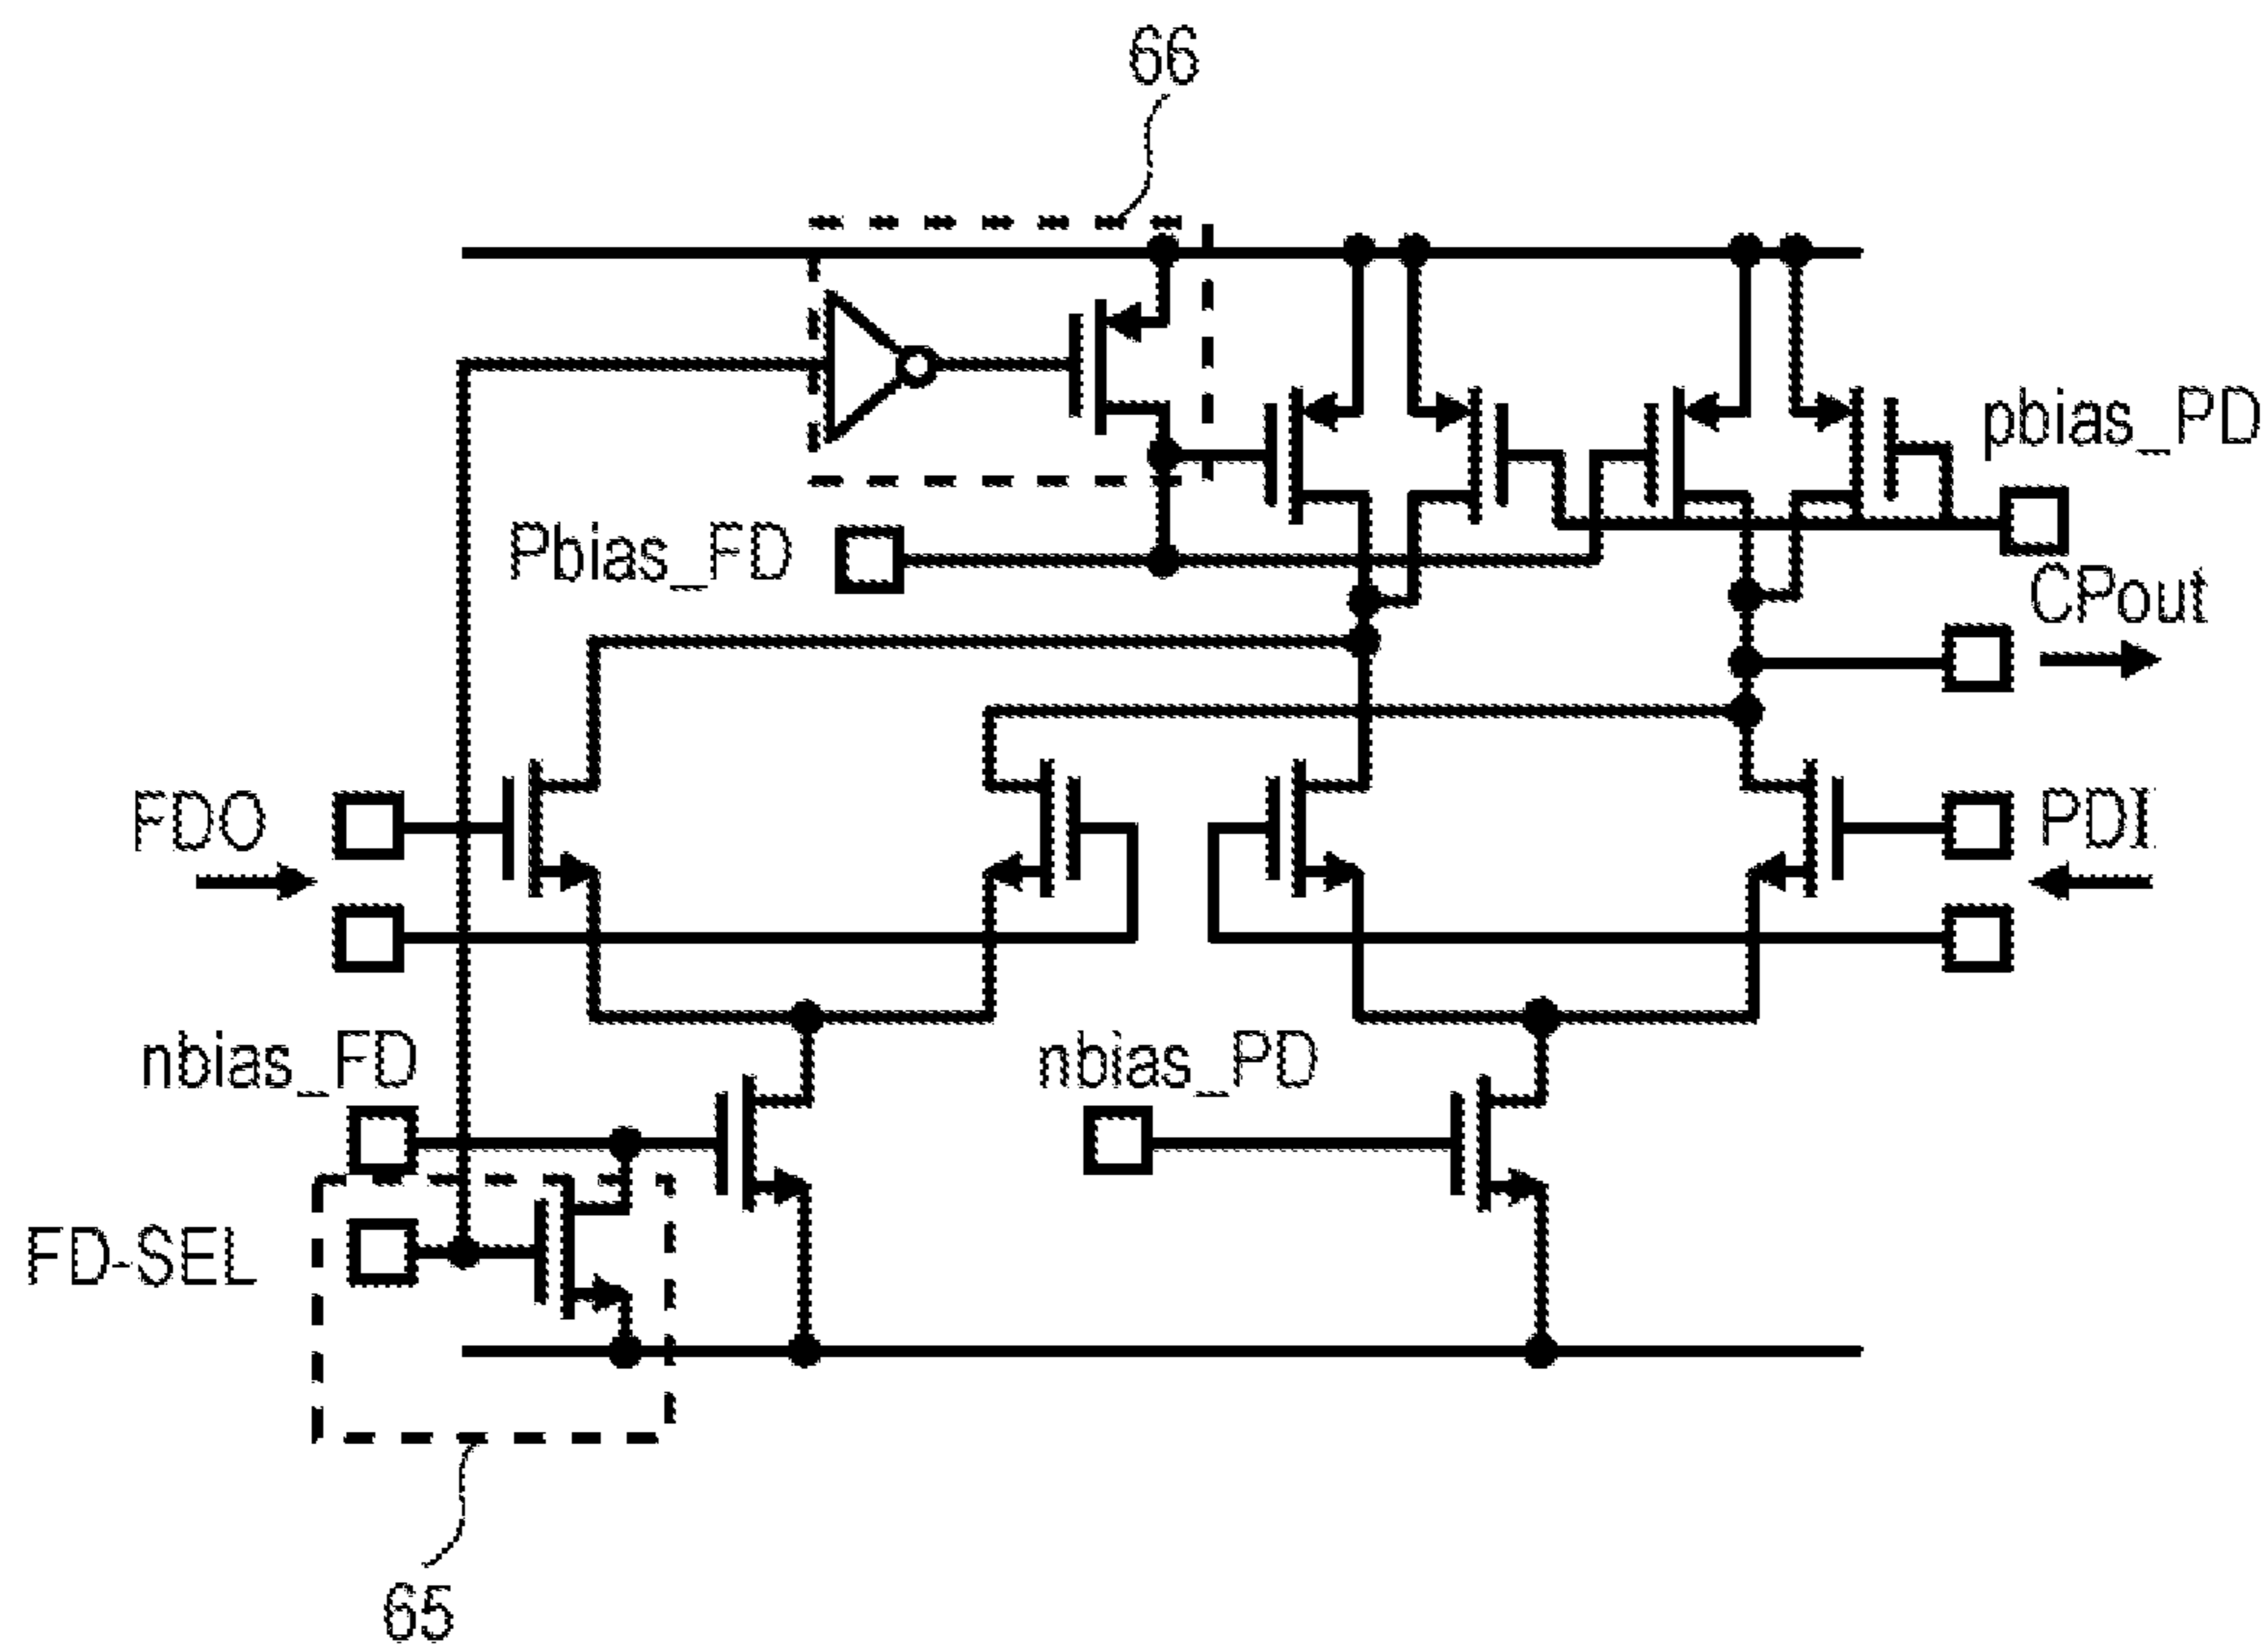 66
pbias_PD
Pbias_FD
CPout
FDO
PDI
nbias_FD
nbias_PD
FD-SEL
65